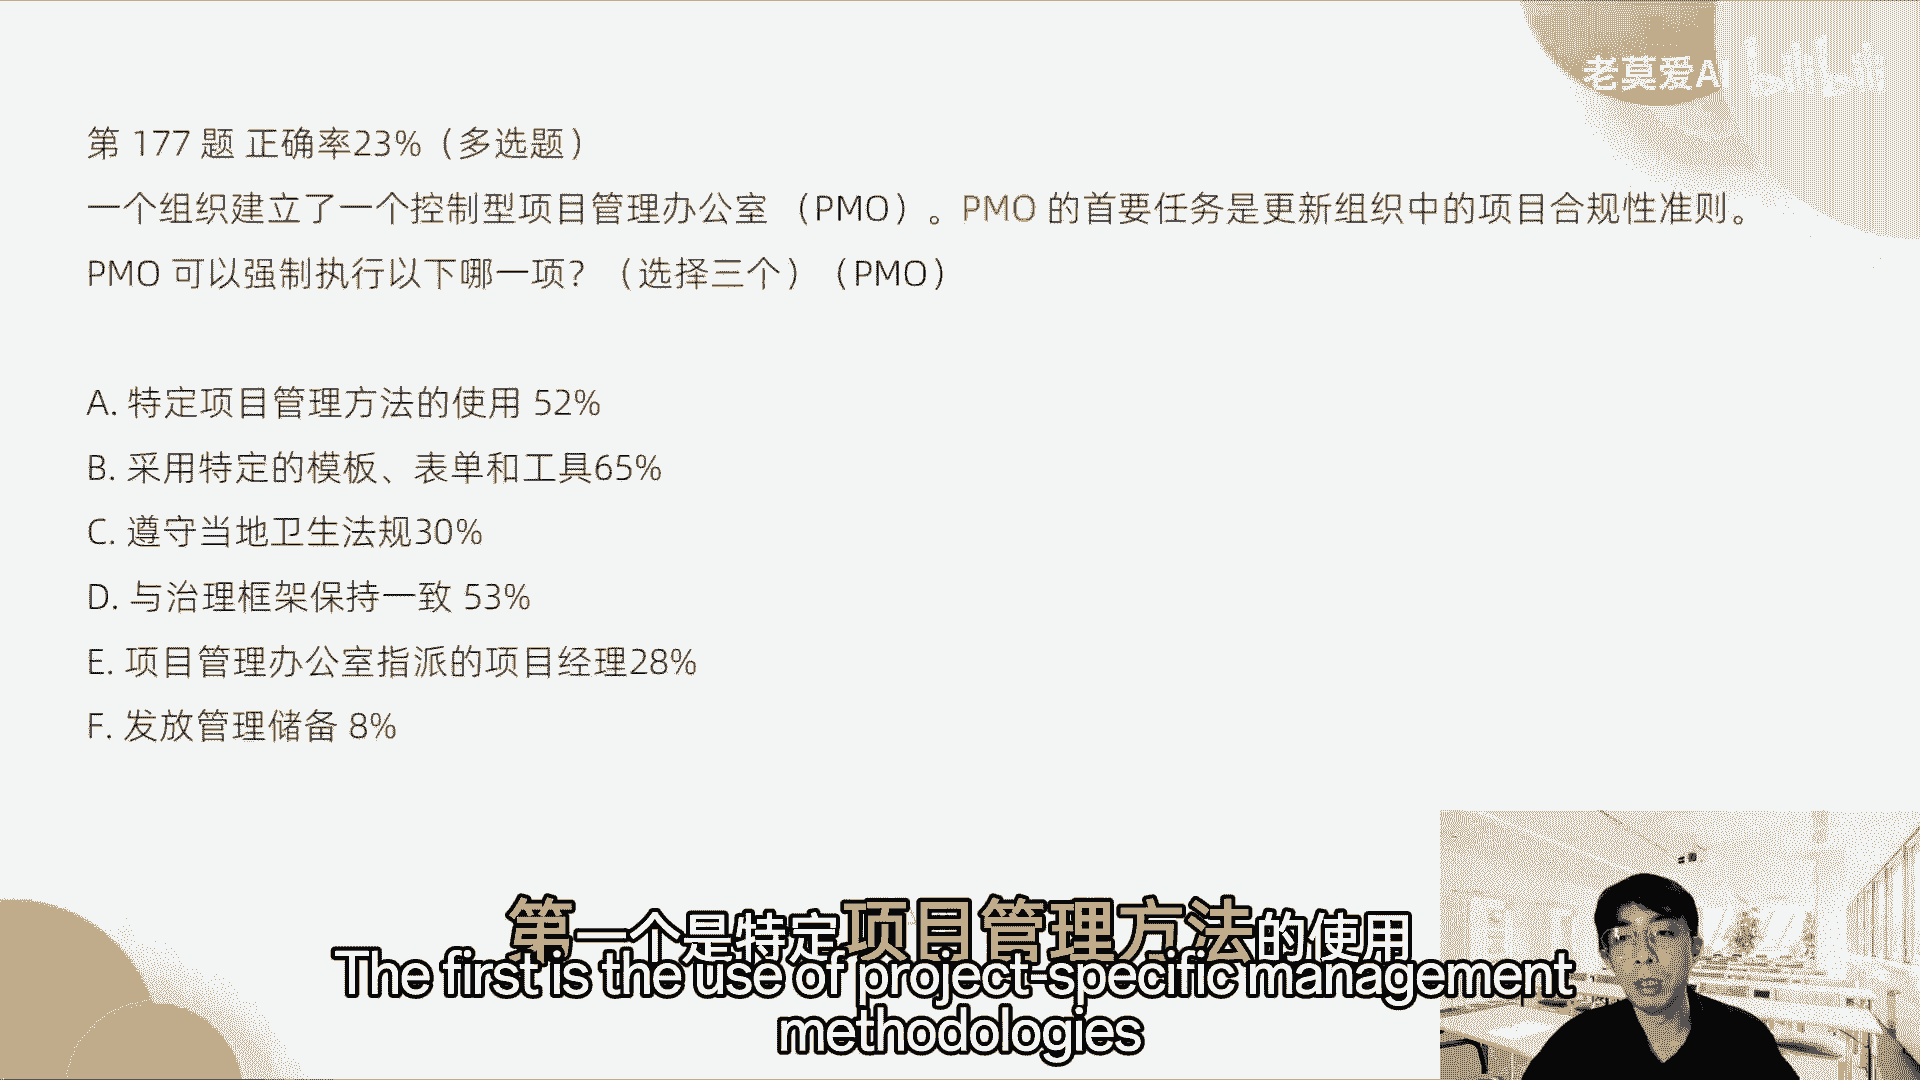 老莫爱AI bilibili
第 177 题 正确率23%（多选题）
一个组织建立了一个控制型项目管理办公室 （PMO）。PMO 的首要任务是更新组织中的项目合规性准则。
PMO 可以强制执行以下哪一项？（选择三个）（PMO）
A. 特定项目管理方法的使用 52%
B. 采用特定的模板、表单和工具65%
C. 遵守当地卫生法规30%
D. 与治理框架保持一致 53%
E. 项目管理办公室指派的项目经理28%
F. 发放管理储备 8%
第一个是特定项目管理方法的使用
The first is the use of project-specific management
methodologies